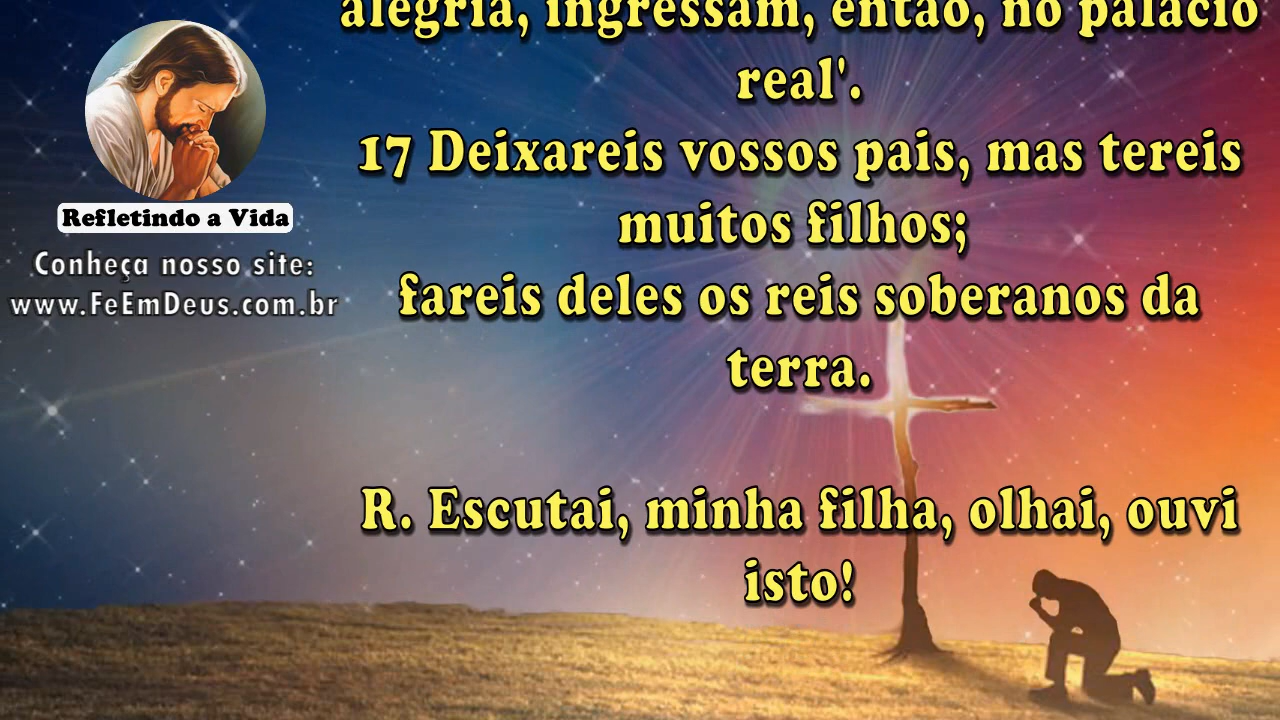 alegria, ingressam, então, no palácio
real'.
17 Deixareis vossos pais, mas tereis
muitos filhos;
fareis deles os reis soberanos da
terra.
R. Escutai, minha filha, olhai, ouvi
isto!
Refletindo a Vida
Conheça nosso site:
www.FeEmDeus.com.br